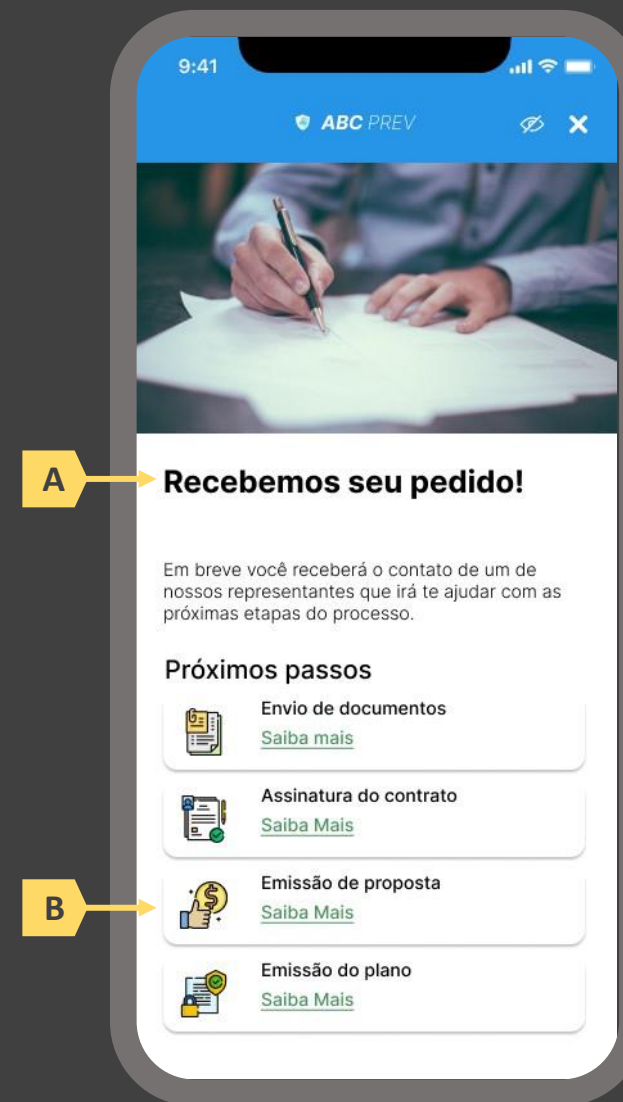 9:41
ABC PREV
A
Recebemos seu pedido!
Em breve você receberá o contato de um de
nossos representantes que irá te ajudar com as
próximas etapas do processo.
Próximos passos
Envio de documentos
Saiba mais
Assinatura do contrato
Saiba Mais
B
Emissão de proposta
Saiba Mais
Emissão do plano
Saiba Mais